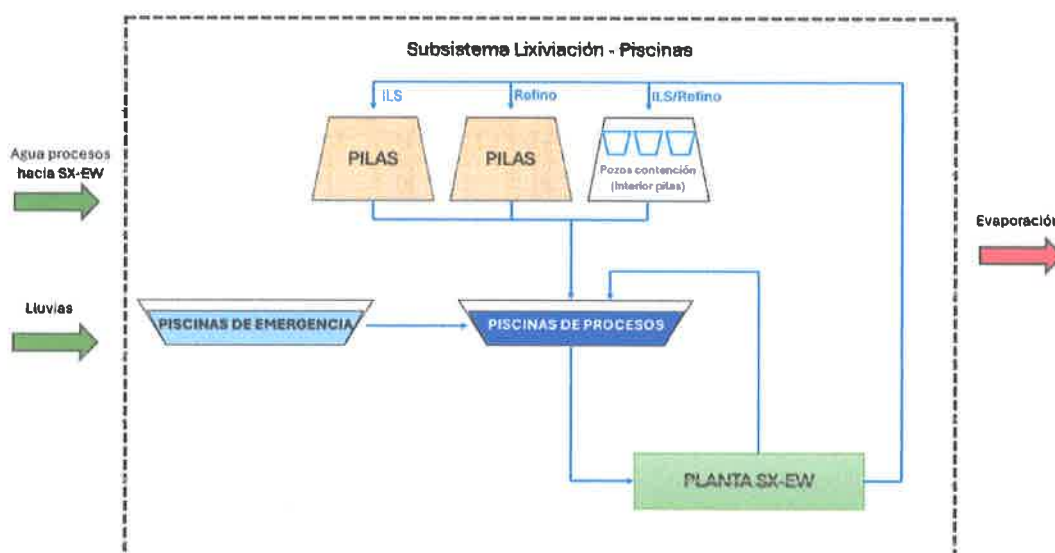 Subsistema Lixiviación - Piscinas
ILS
Refino
ILS/Refino
PILAS
PILAS
Pozos contención
(Interior pilas)
Agua procesos
hacia SX-EW
Evaporación
Lluvias
PISCINAS DE EMERGENCIA
PISCINAS DE PROCESOS
PLANTA SX-EW